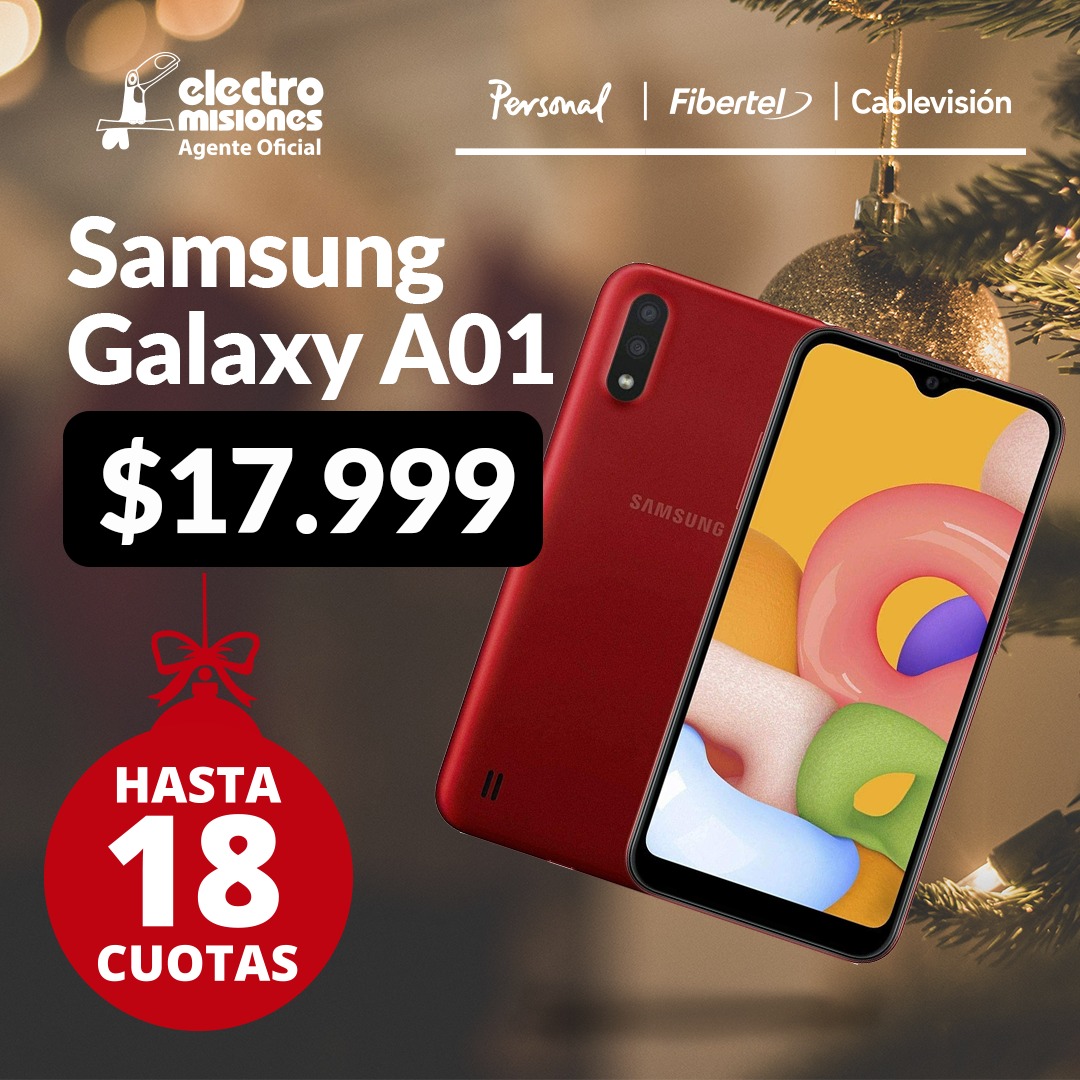 electro
misiones
Agente Oficial
Personal | Fibertel | Cablevisión
Samsung
Galaxy A01
$17.999
SAMSUNG
HASTA
18
CUOTAS